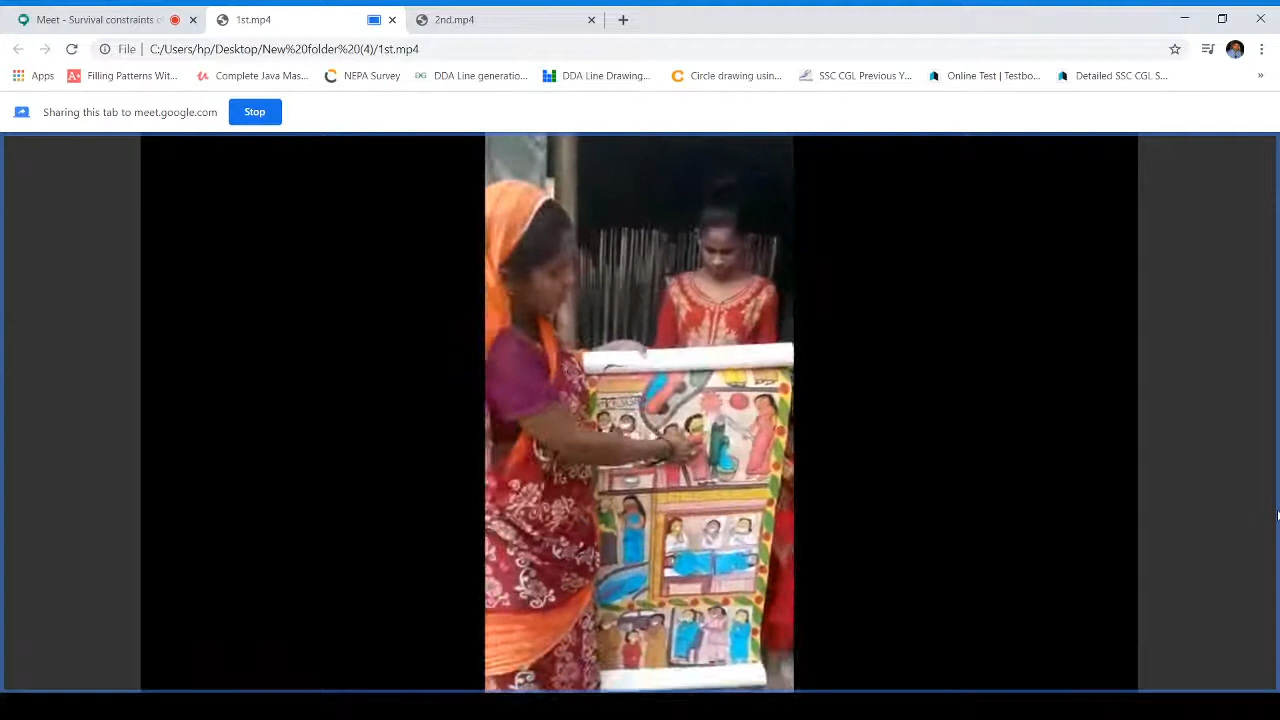 Meet - Survival constraints o
1st.mp4
2nd.mp4
File
C:/Users/hp/Desktop/New%20folder%20(4)/1st.mp4
Apps
Filling Patterns Wit...
Complete Java Mas...
NEPA Survey
DDA Line generatio...
DDA Line Drawing...
Circle drawing usin...
SSC CGL Previous Y...
Online Test | Testbo...
Detailed SSC CGL S...
Sharing this tab to meet.google.com
Stop